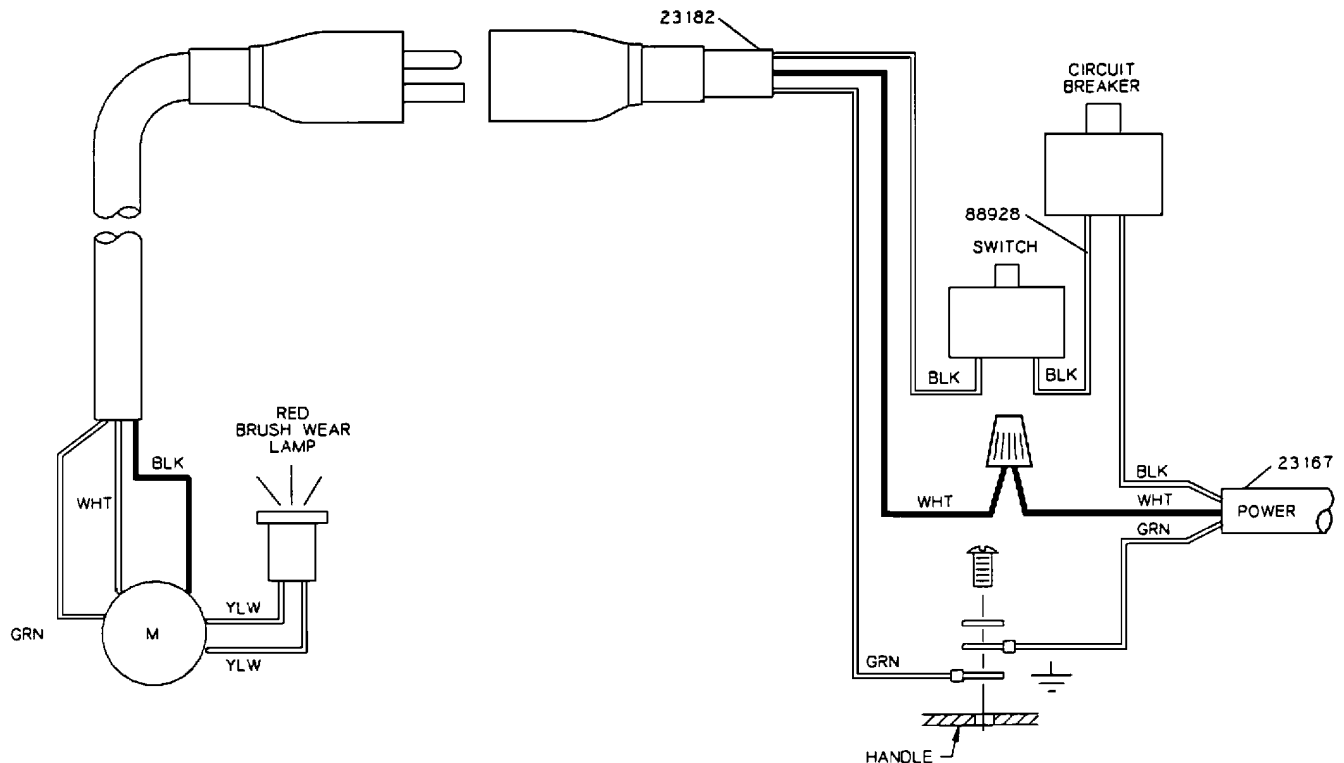 23182
CIRCUIT
BREAKER
88928
SWITCH
BLK
BLK
RED
BRUSH WEAR
LAMP
BLK
WHT
BLK
23167
WHT
WHT
POWER
GRN
YLW
GRN
M
YLW
GRN
HANDLE